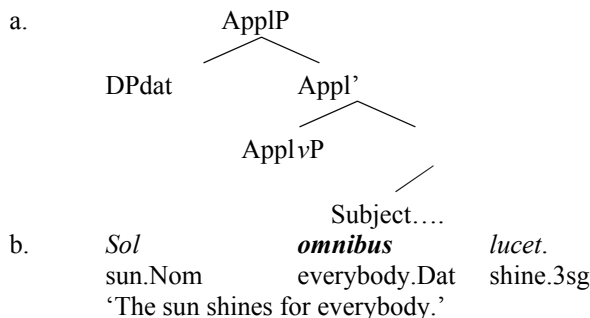 a. ApplP
DPdat Appl’
ApplvP
Subject….
b. Sol omnibus lucet.
sun.Nom everybody.Dat shine.3sg
‘The sun shines for everybody.’